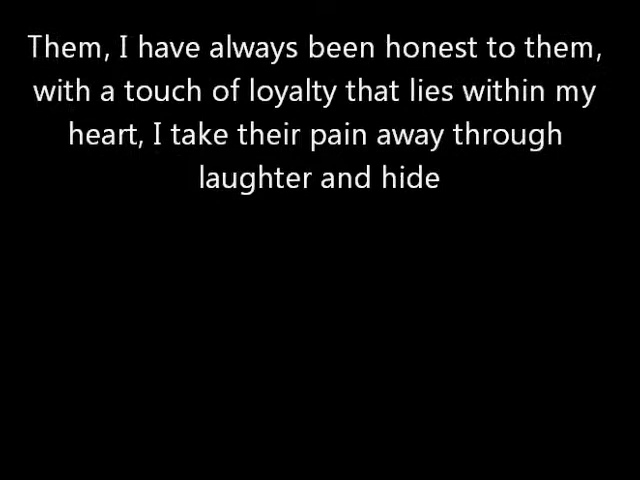 Them, I have always been honest to them,
with a touch of loyalty that lies within my
heart, I take their pain away through
laughter and hide